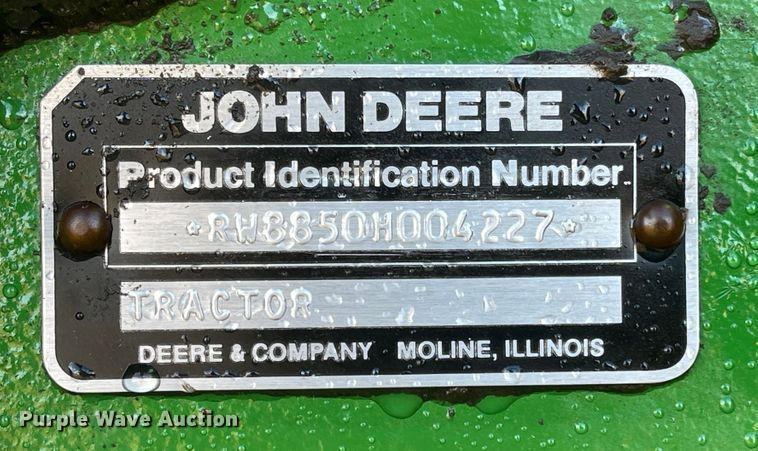 JOHN DEERE
Product Identification Number
*RW8850H004227*
TRACTOR
DEERE & COMPANY MOLINE, ILLINOIS
Purple Wave Auction